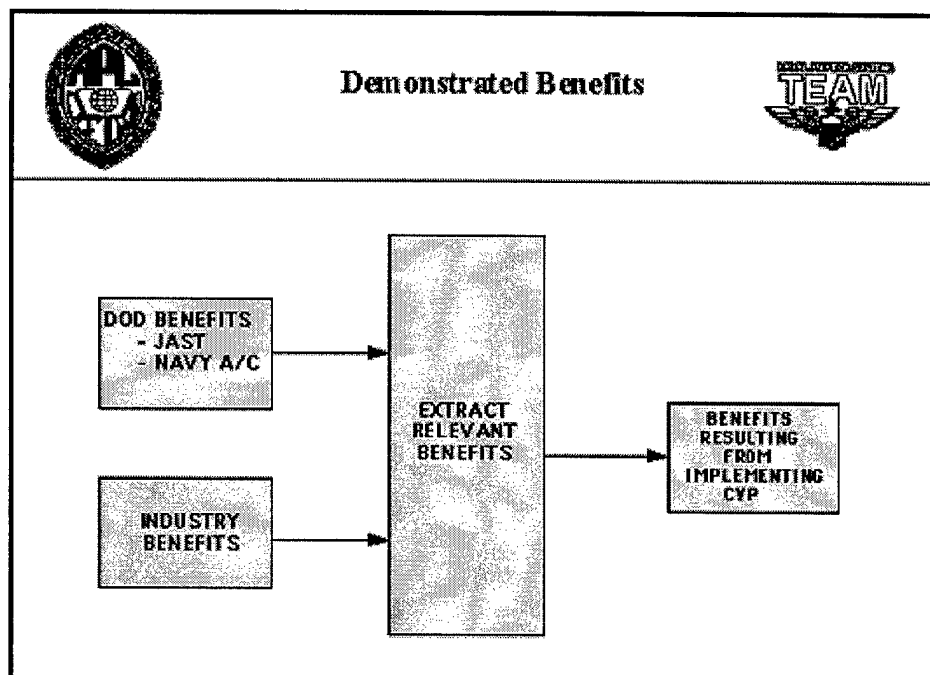 Demonstrated Benefits
TEAM
DOD BENEFITS
- JAST
- NAVY A/C
INDUSTRY
BENEFITS
EXTRACT
RELEVANT
BENEFITS
BENEFITS
RESULTING
FROM
IMPLEMENTING
CYP